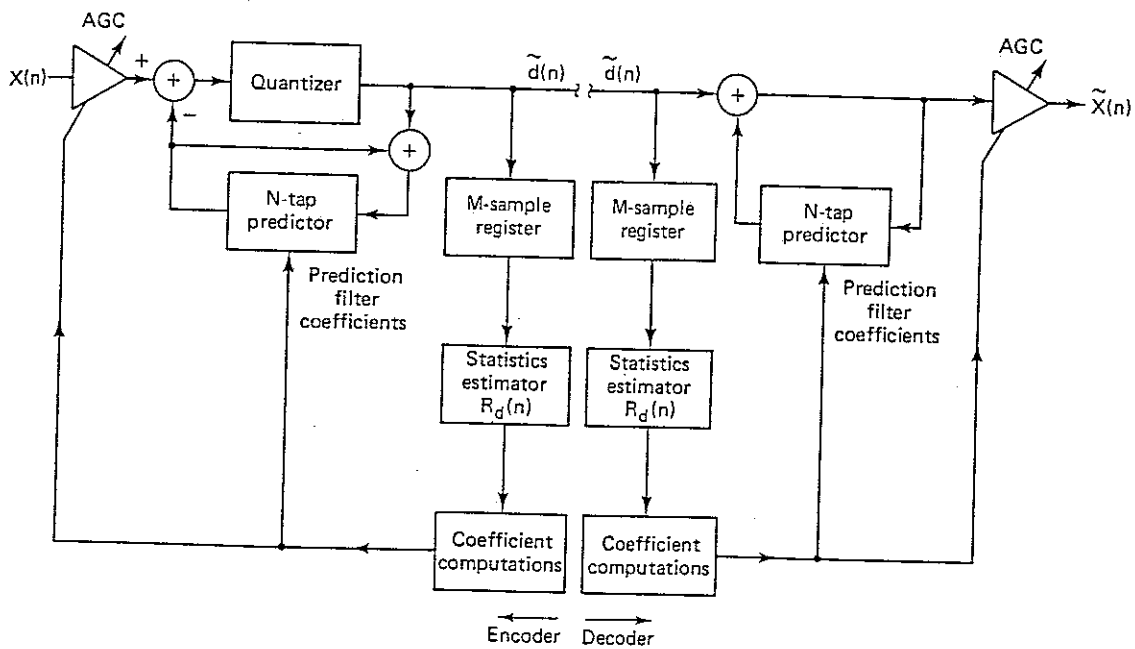 AGC
X(n)
+
+
−
Quantizer
+
N-tap
predictor
Prediction
filter
coefficients
d̃(n)
d̃(n)
M-sample
register
M-sample
register
Statistics
estimator
R_d(n)
Statistics
estimator
R_d(n)
Coefficient
computations
Coefficient
computations
Encoder
Decoder
+
N-tap
predictor
Prediction
filter
coefficients
AGC
X̃(n)